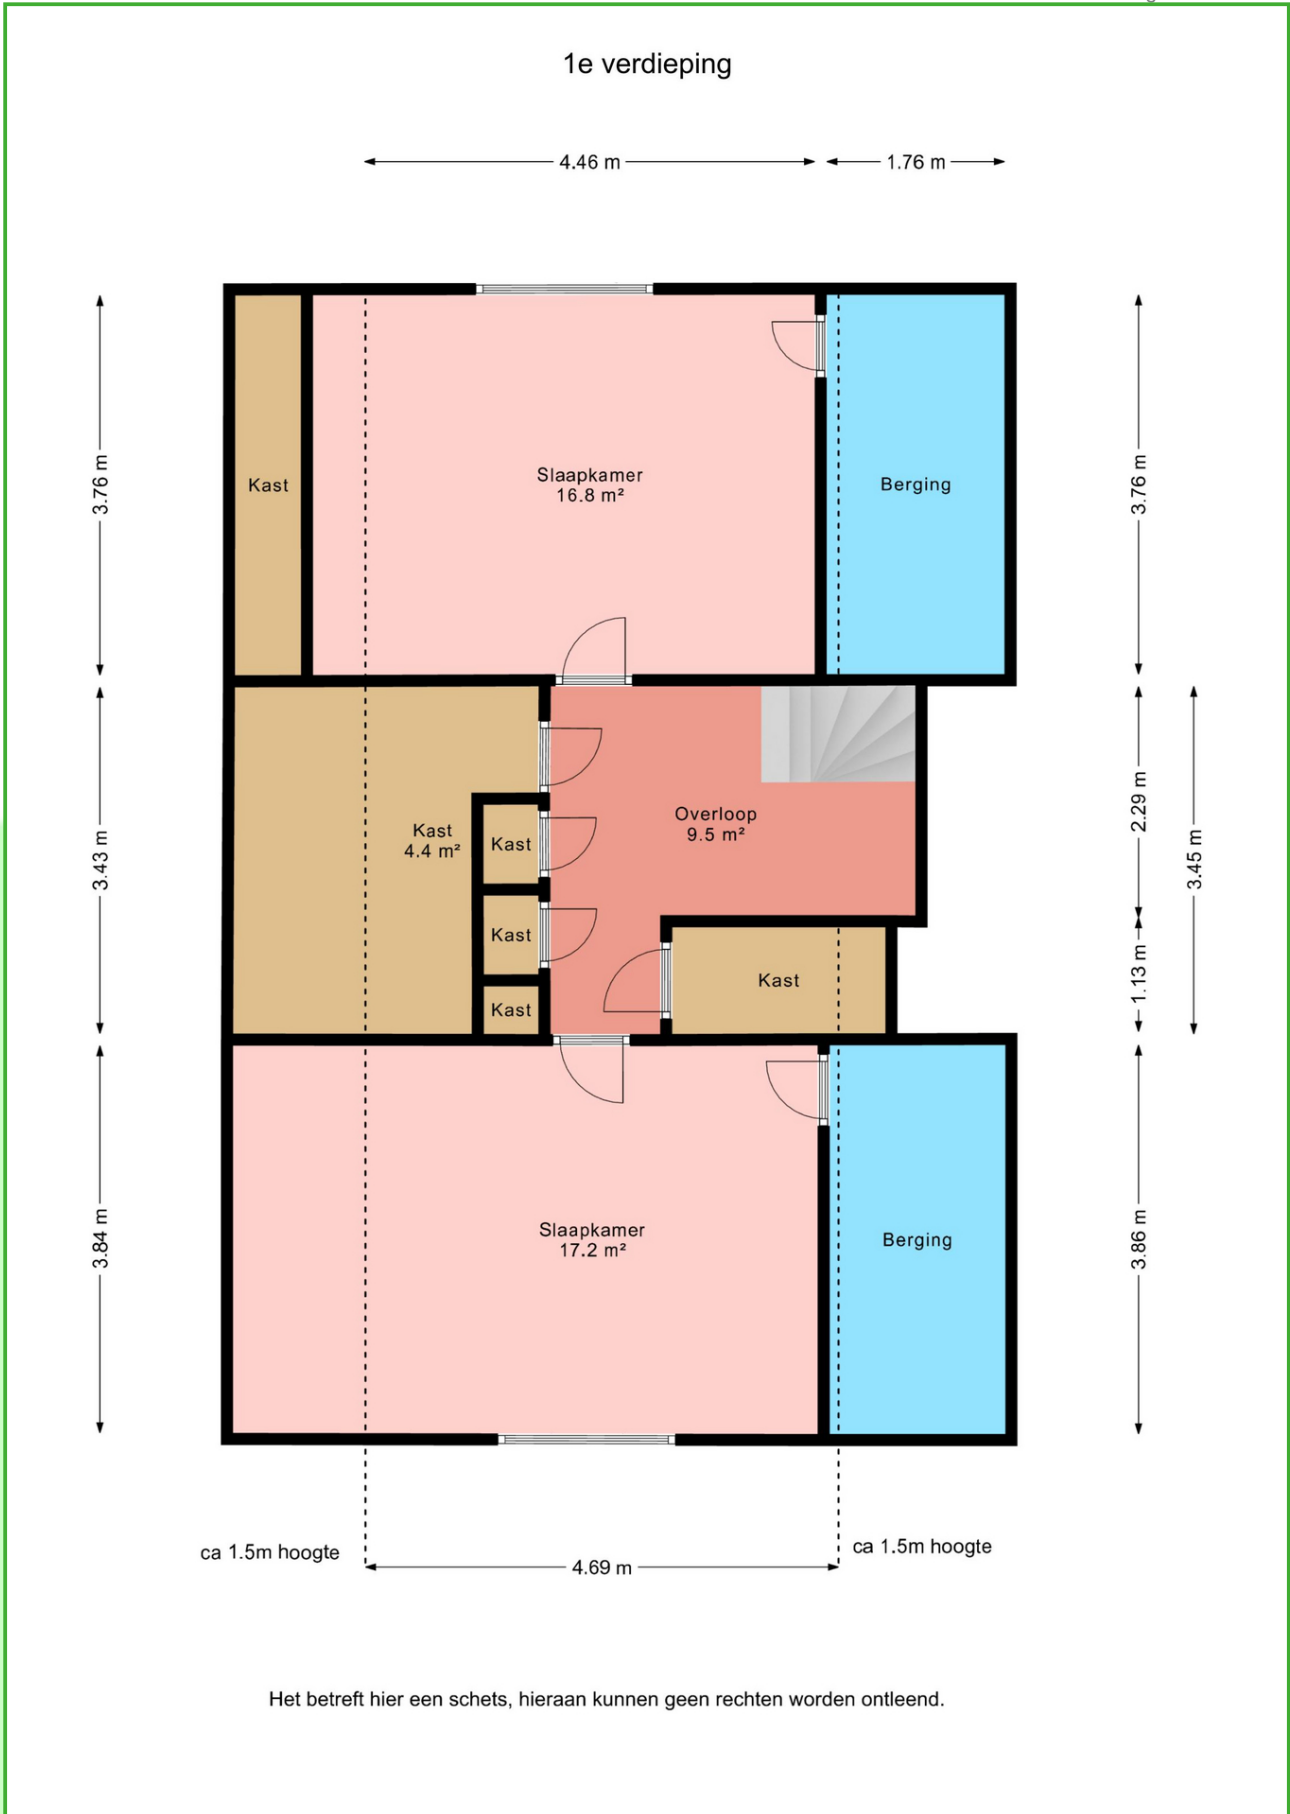 1e verdieping
4.46 m
1.76 m
3.76 m
Kast
Slaapkamer
16.8 m²
Berging
3.76 m
3.43 m
Kast
4.4 m²
Kast
Kast
Kast
Overloop
9.5 m²
Kast
2.29 m
3.45 m
1.13 m
3.84 m
Slaapkamer
17.2 m²
Berging
3.86 m
ca 1.5m hoogte
4.69 m
ca 1.5m hoogte
Het betreft hier een schets, hieraan kunnen geen rechten worden ontleend.